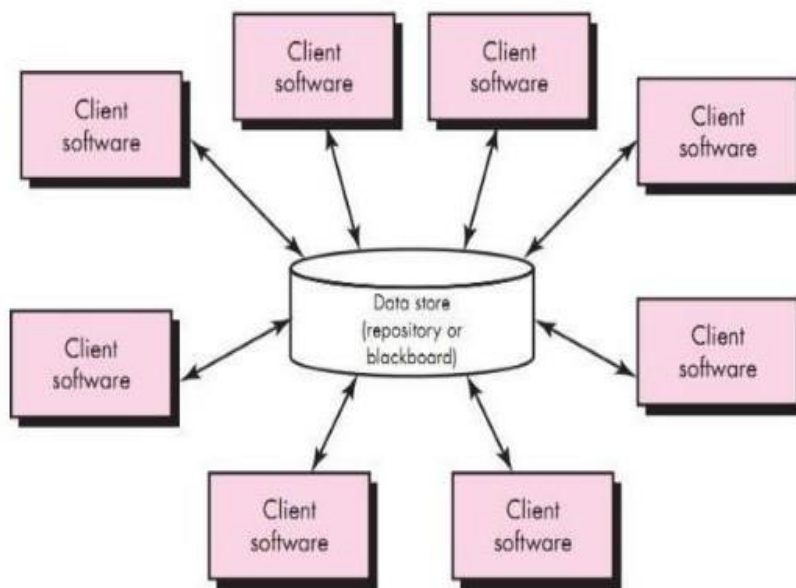 Client
software
Client
software
Client
software
Client
software
Data store
(repository or
blackboard)
Client
software
Client
software
Client
software
Client
software